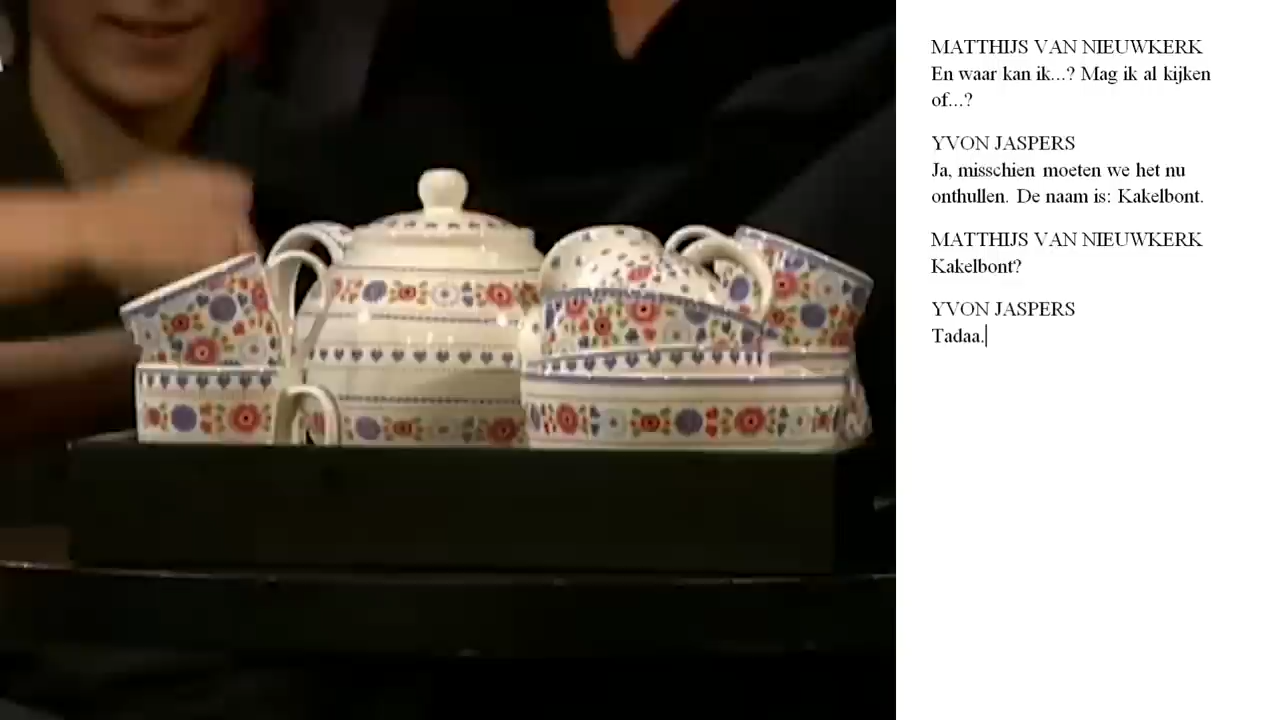 MATTHIJS VAN NIEUWKERK
En waar kan ik...? Mag ik al kijken
of...?
YVON JASPERS
Ja, misschien moeten we het nu
onthullen. De naam is: Kakelbont.
MATTHIJS VAN NIEUWKERK
Kakelbont?
YVON JASPERS
Tadaa.